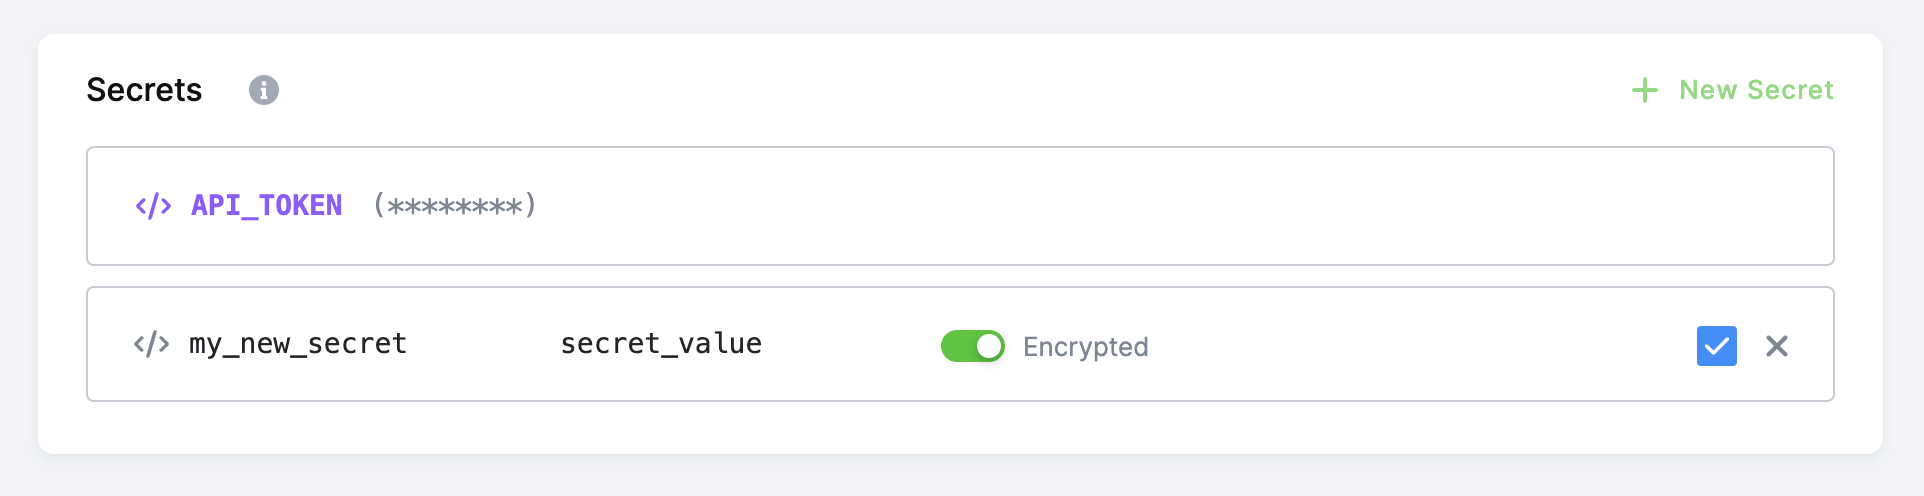 Secrets
+ New Secret
</> API_TOKEN (********)
</> my_new_secret secret_value Encrypted